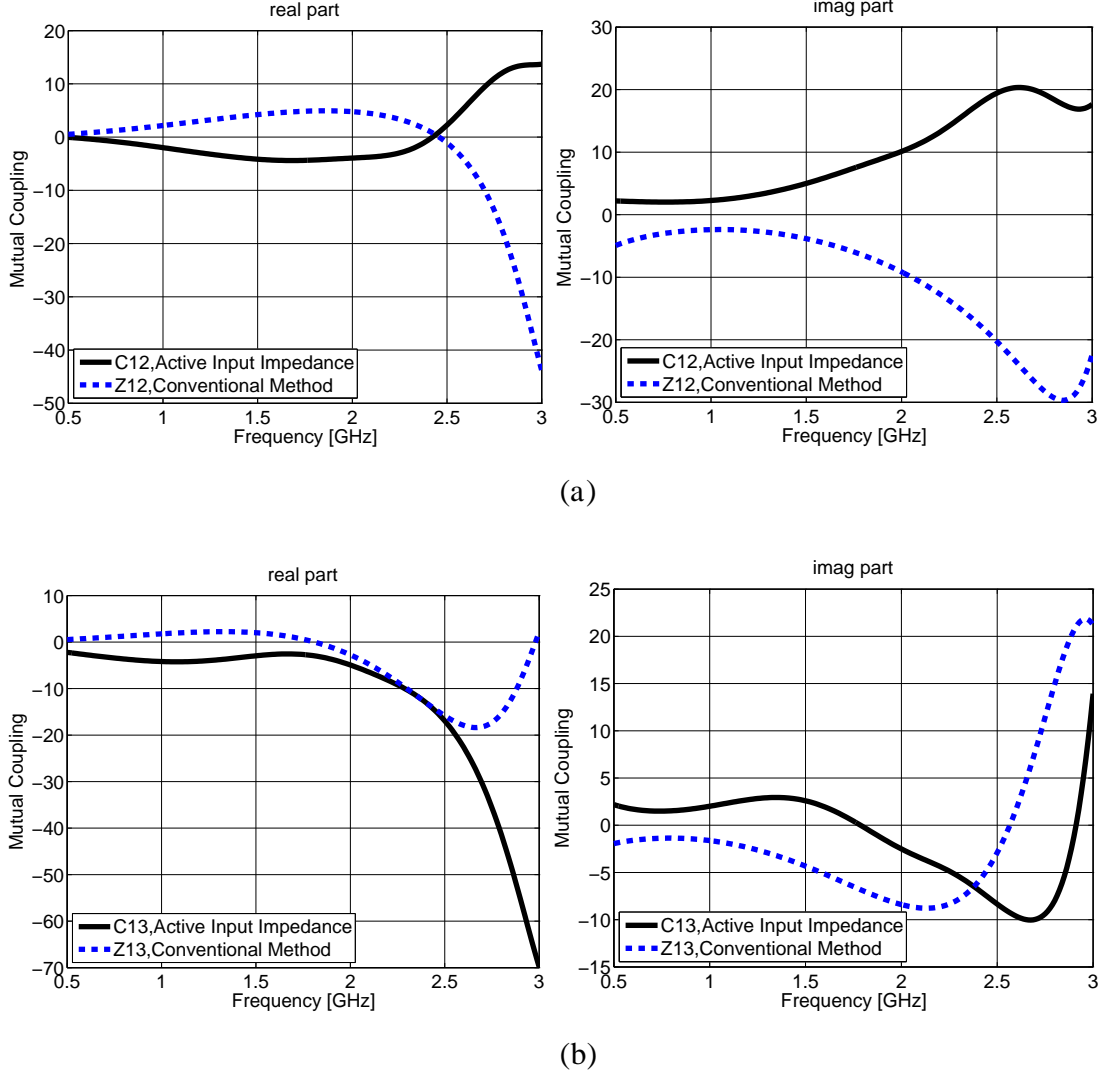 real part
20
10
0
−10
−20
−30
−40
−50
Mutual Coupling
C12,Active Input Impedance
Z12,Conventional Method
0.5 1 1.5 2 2.5 3
Frequency [GHz]
imag part
30
20
10
0
−10
−20
−30
Mutual Coupling
C12,Active Input Impedance
Z12,Conventional Method
0.5 1 1.5 2 2.5 3
Frequency [GHz]
(a)
real part
10
0
−10
−20
−30
−40
−50
−60
−70
Mutual Coupling
C13,Active Input Impedance
Z13,Conventional Method
0.5 1 1.5 2 2.5 3
Frequency [GHz]
imag part
25
20
15
10
5
0
−5
−10
−15
Mutual Coupling
C13,Active Input Impedance
Z13,Conventional Method
0.5 1 1.5 2 2.5 3
Frequency [GHz]
(b)